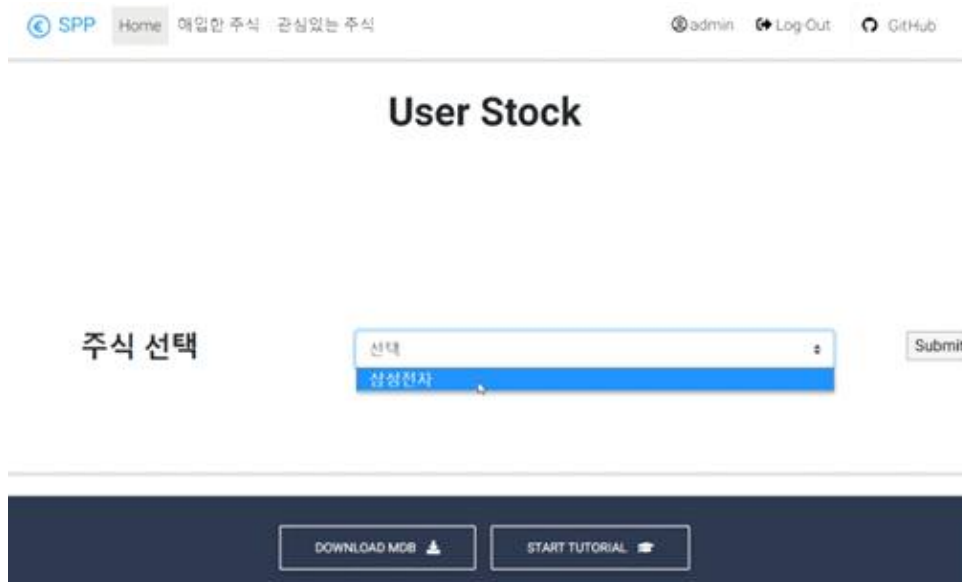 SPP Home 매입한 주식 관심있는 주식 admin Log Out GitHub
User Stock
주식 선택 선택 Submit
삼성전자
DOWNLOAD MDB START TUTORIAL